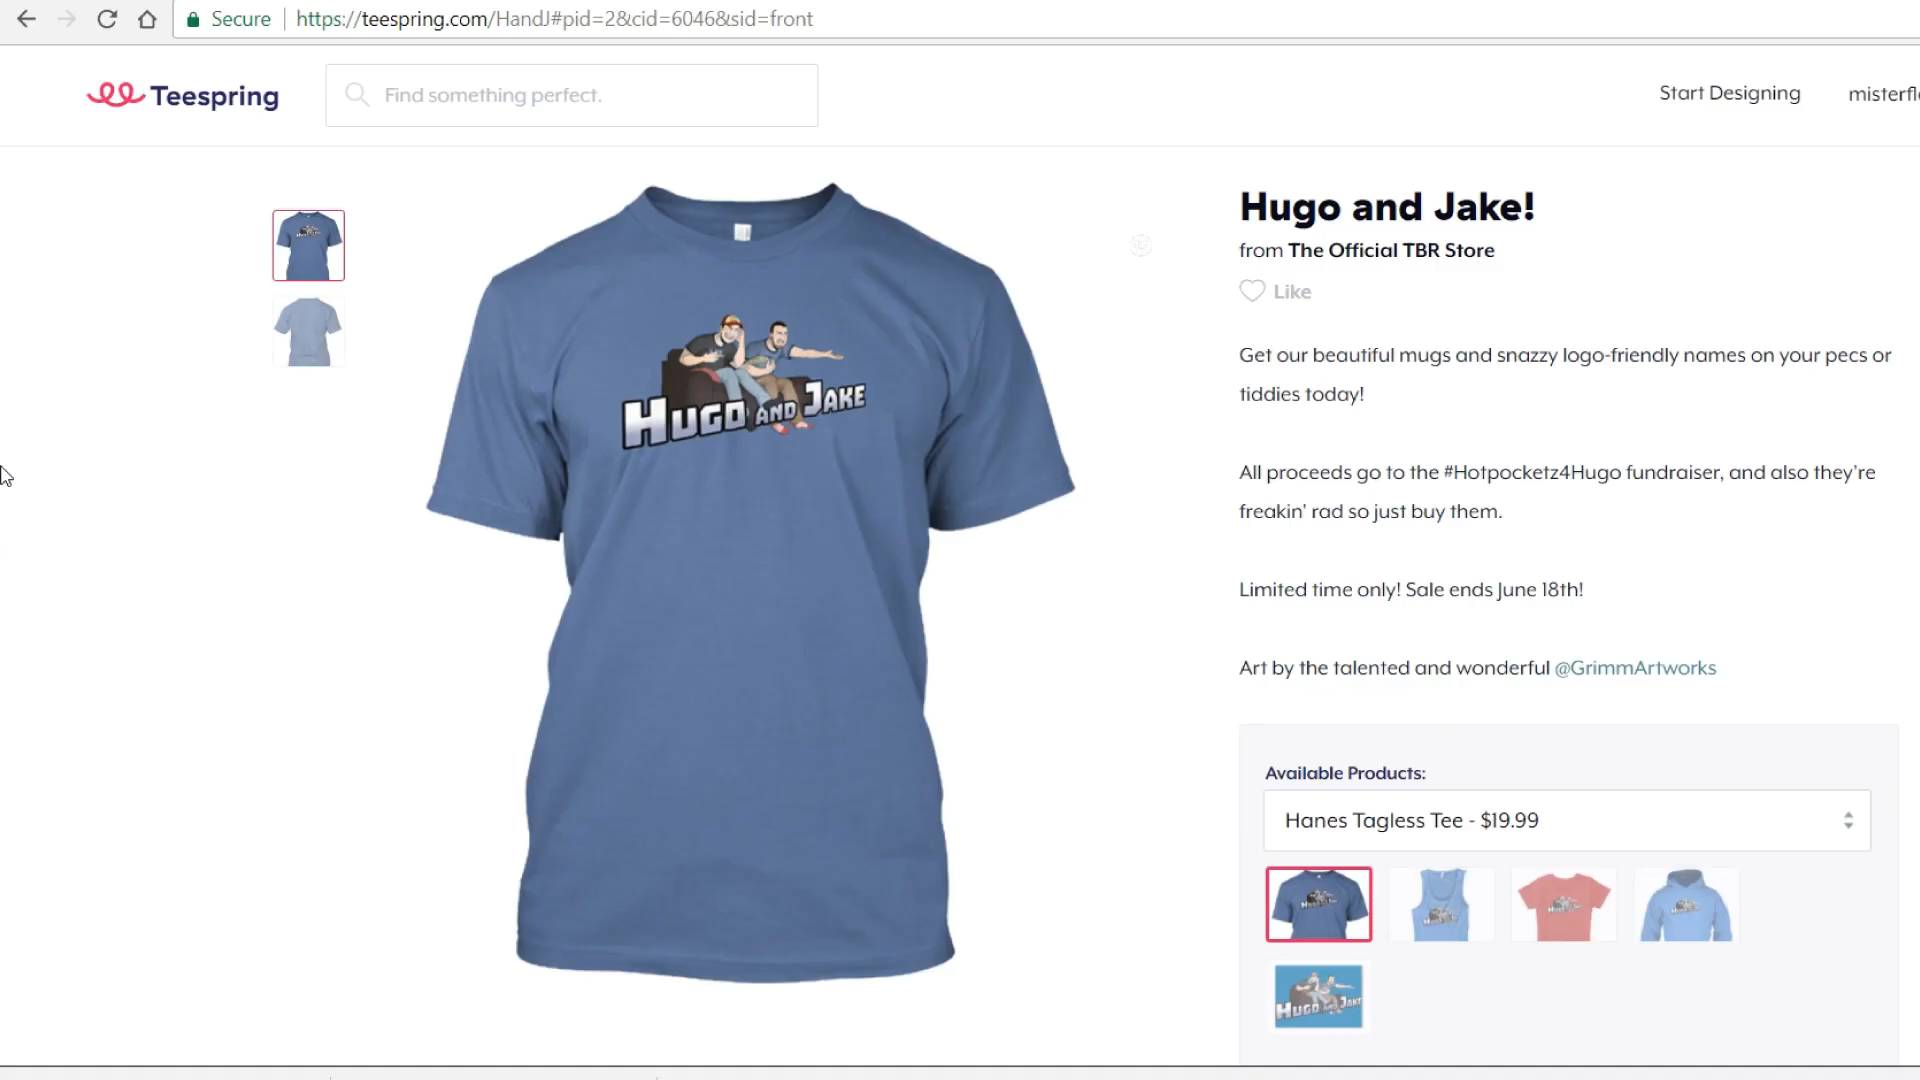 Secure https://teespring.com/HandJ#pid=2&cid=6046&sid=front
Teespring
Find something perfect.
Start Designing
misterfl
Hugo and Jake!
from The Official TBR Store
Like
Get our beautiful mugs and snazzy logo-friendly names on your pecs or
tiddies today!
All proceeds go to the #Hotpocketz4Hugo fundraiser, and also they're
freakin' rad so just buy them.
Limited time only! Sale ends June 18th!
Art by the talented and wonderful @GrimmArtworks
HUGO AND JAKE
Available Products:
Hanes Tagless Tee - $19.99
HUGO AND JAKE